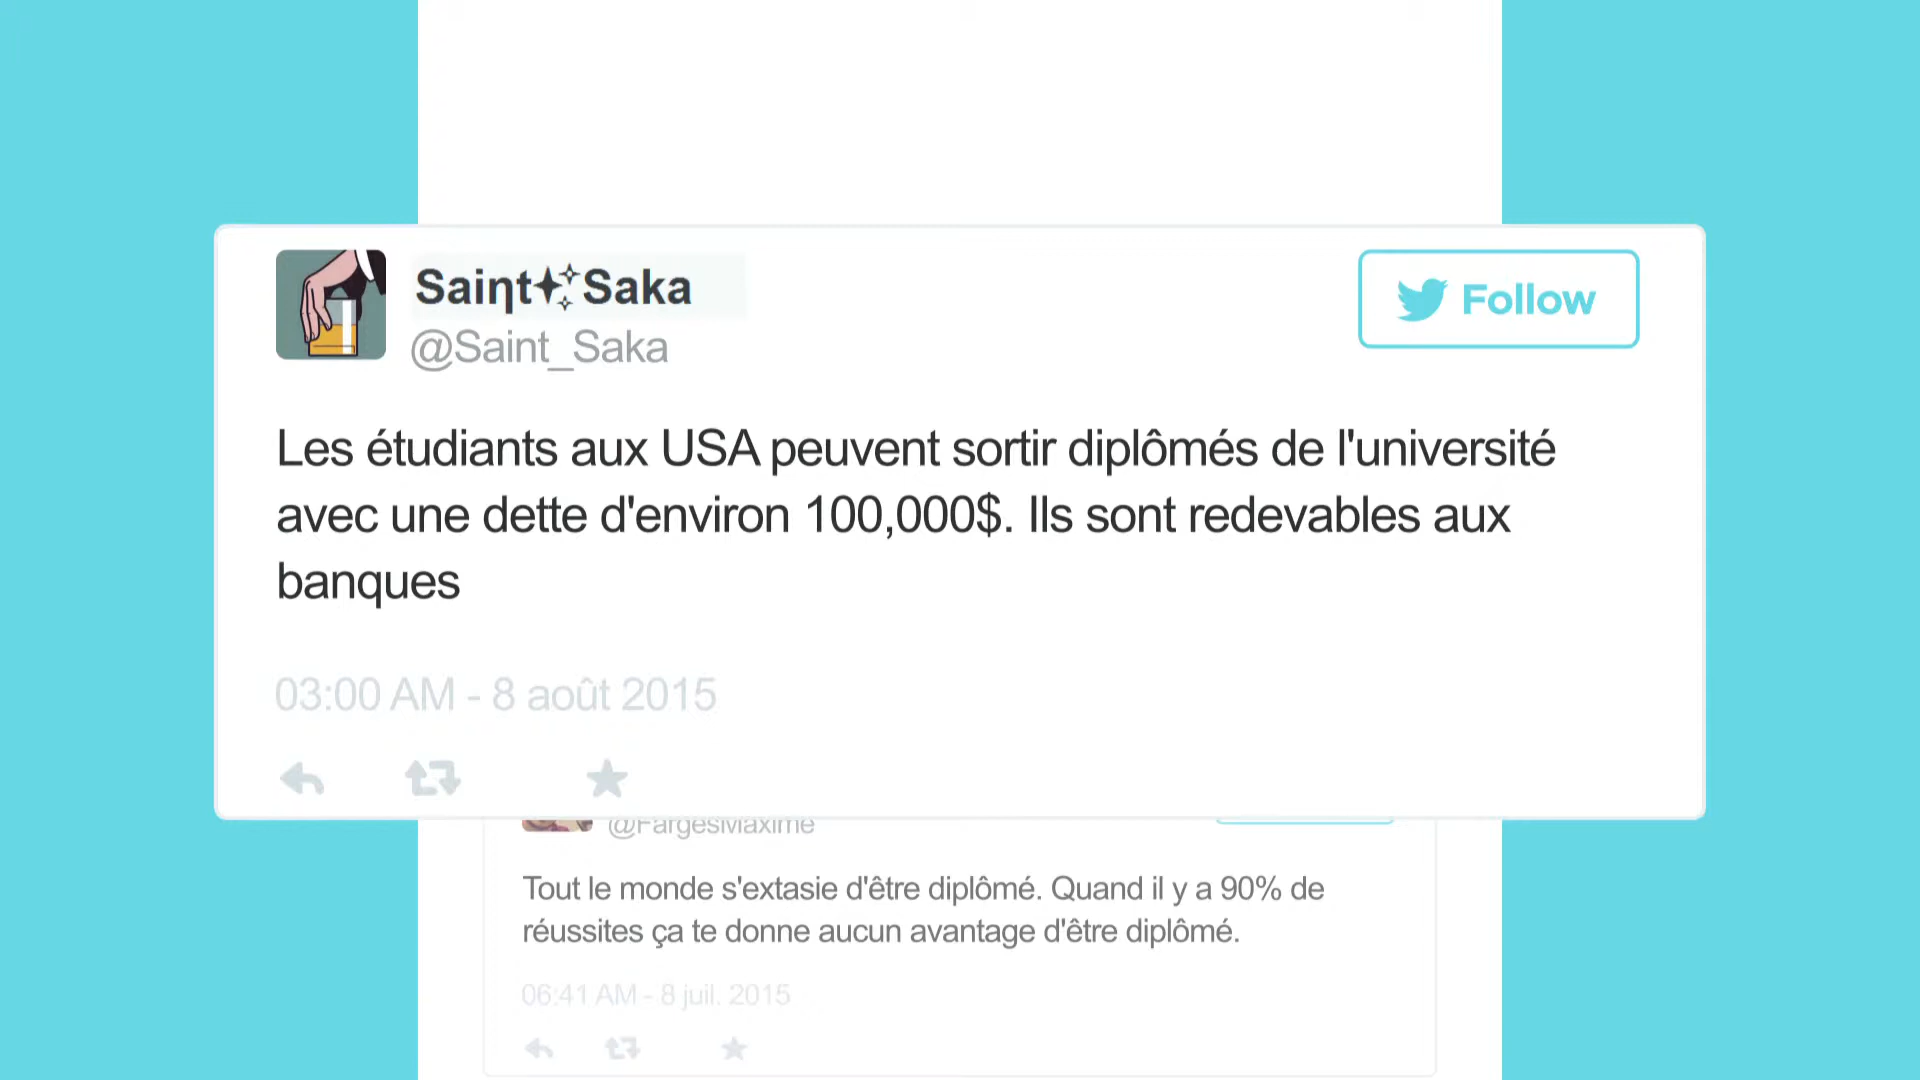 Saiηt✦Saka
@Saint_Saka
Follow
Les étudiants aux USA peuvent sortir diplômés de l'université
avec une dette d'environ 100,000$. Ils sont redevables aux
banques
03:00 AM - 8 août 2015
@FargesMaxime
Tout le monde s'extasie d'être diplômé. Quand il y a 90% de
réussites ça te donne aucun avantage d'être diplômé.
06:41 AM - 8 juil. 2015